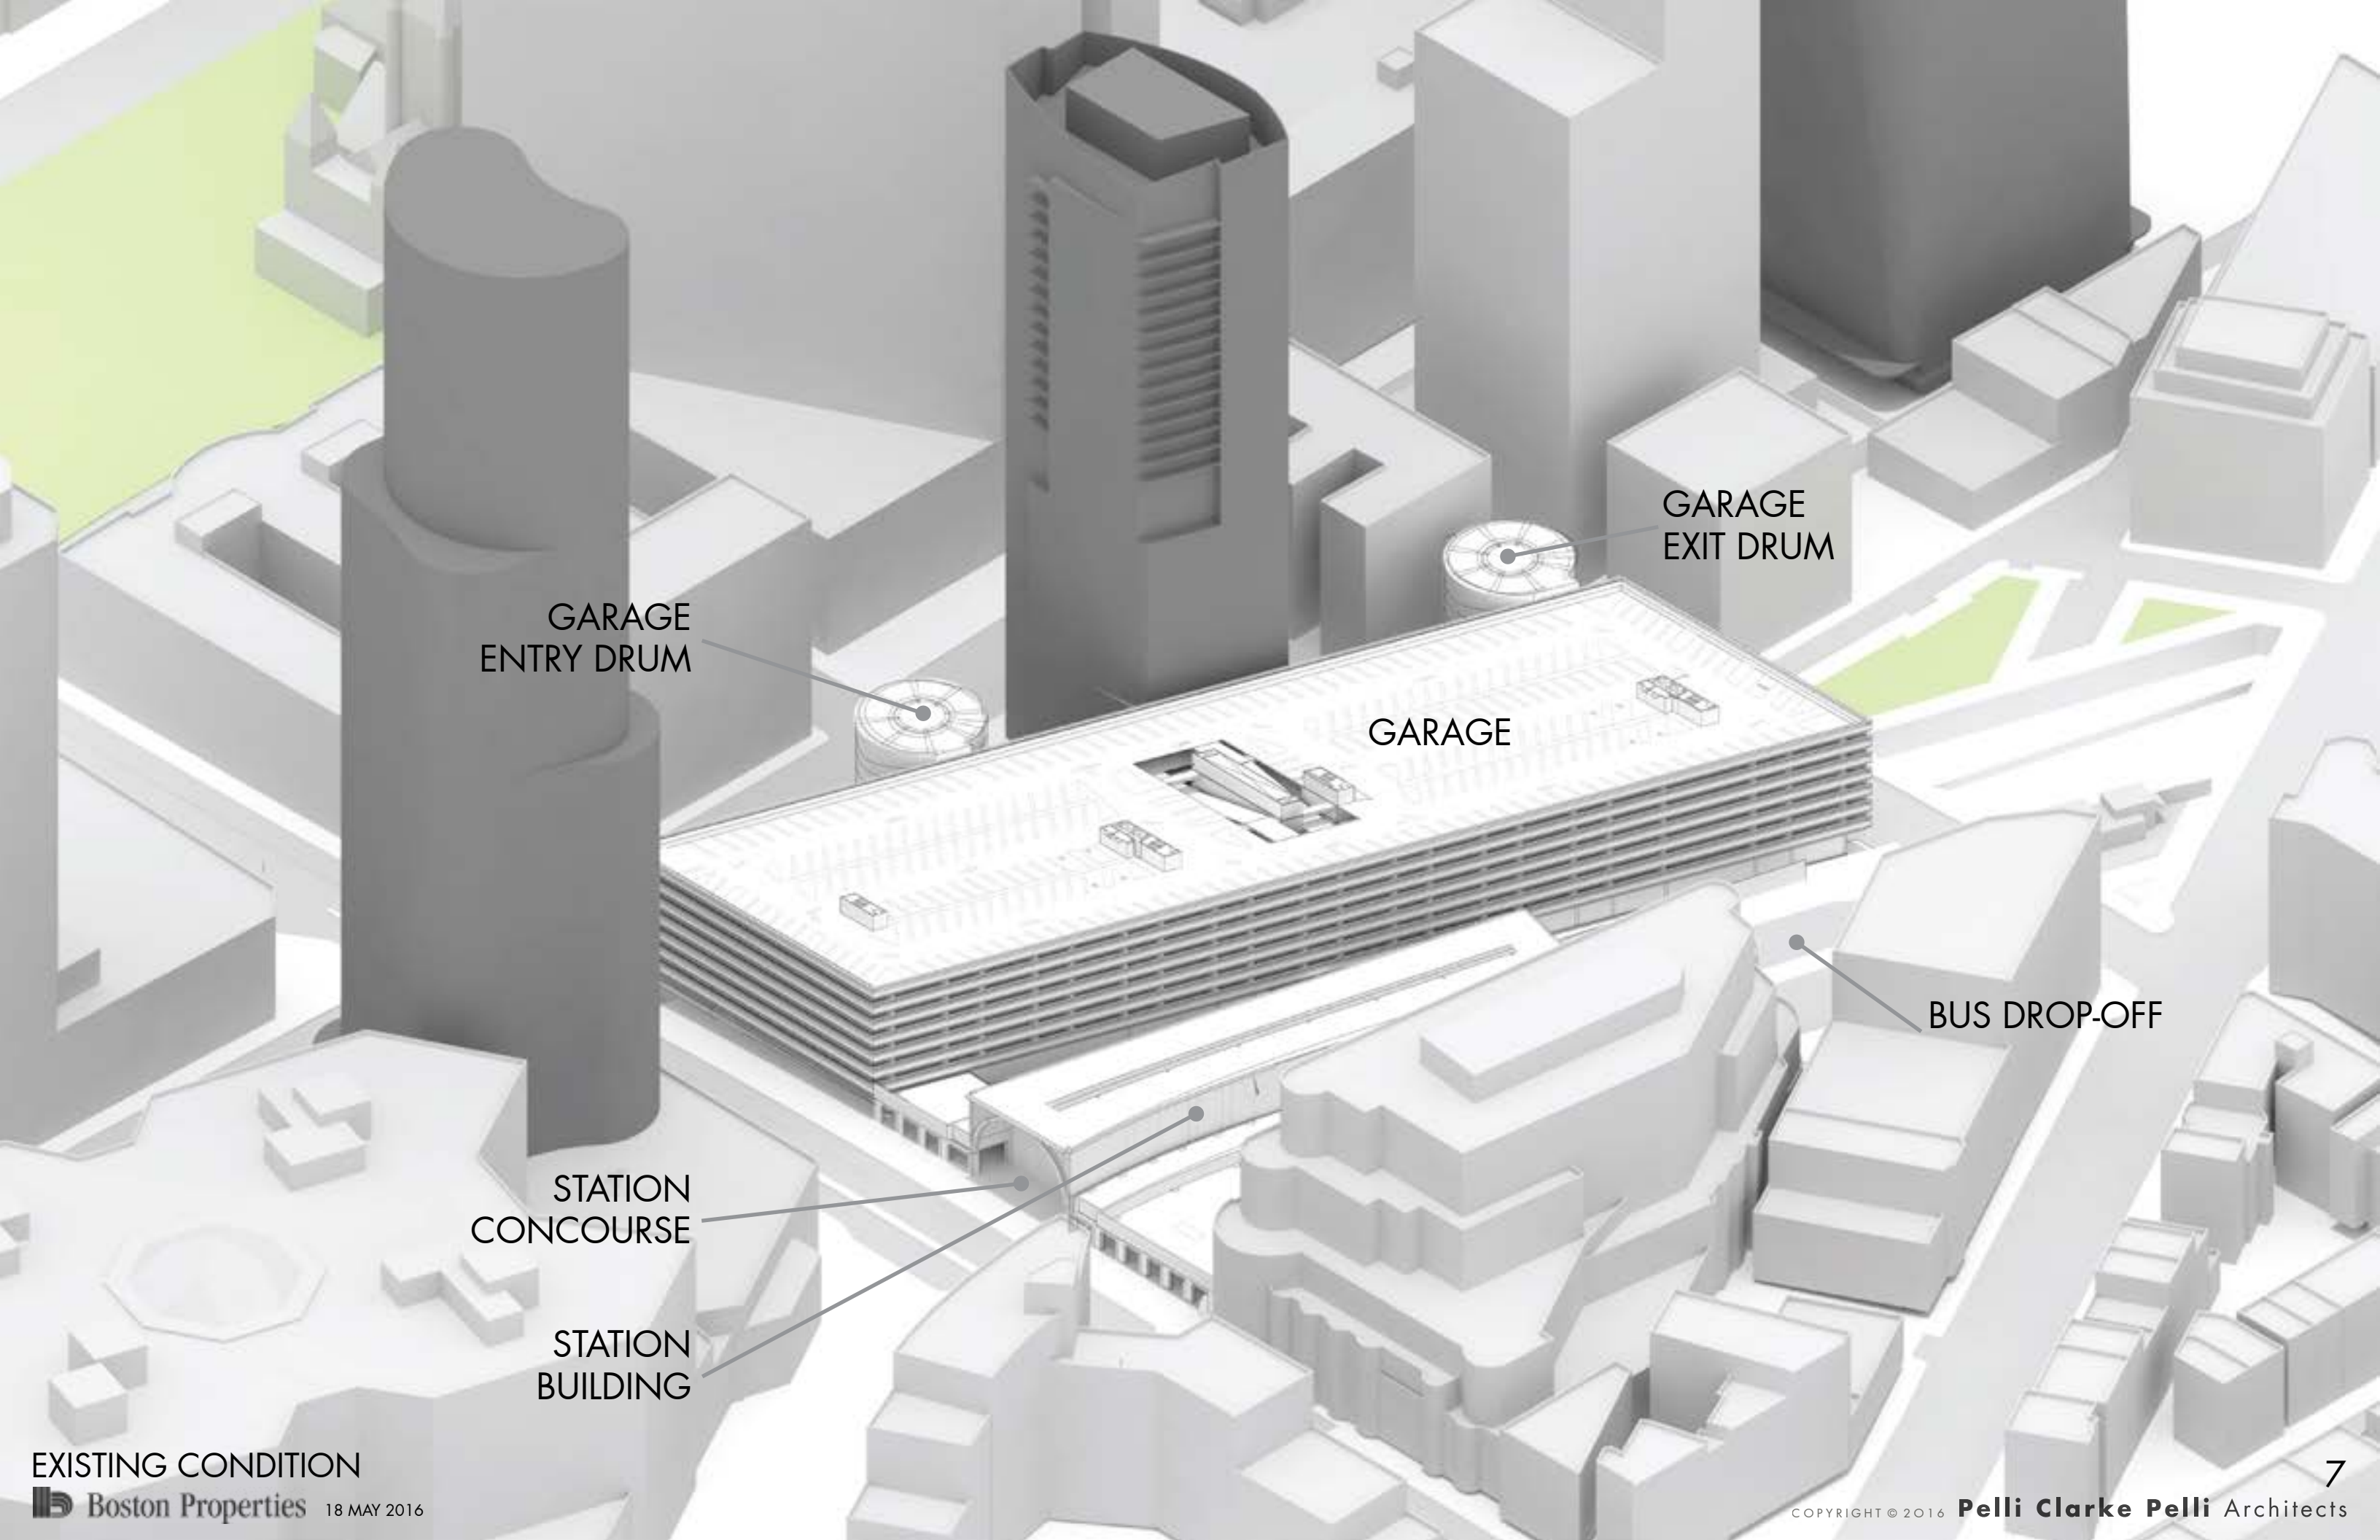 GARAGE
EXIT DRUM
GARAGE
ENTRY DRUM
GARAGE
BUS DROP-OFF
STATION
CONCOURSE
STATION
BUILDING
EXISTING CONDITION
Boston Properties 18 MAY 2016
7
COPYRIGHT © 2016 Pelli Clarke Pelli Architects